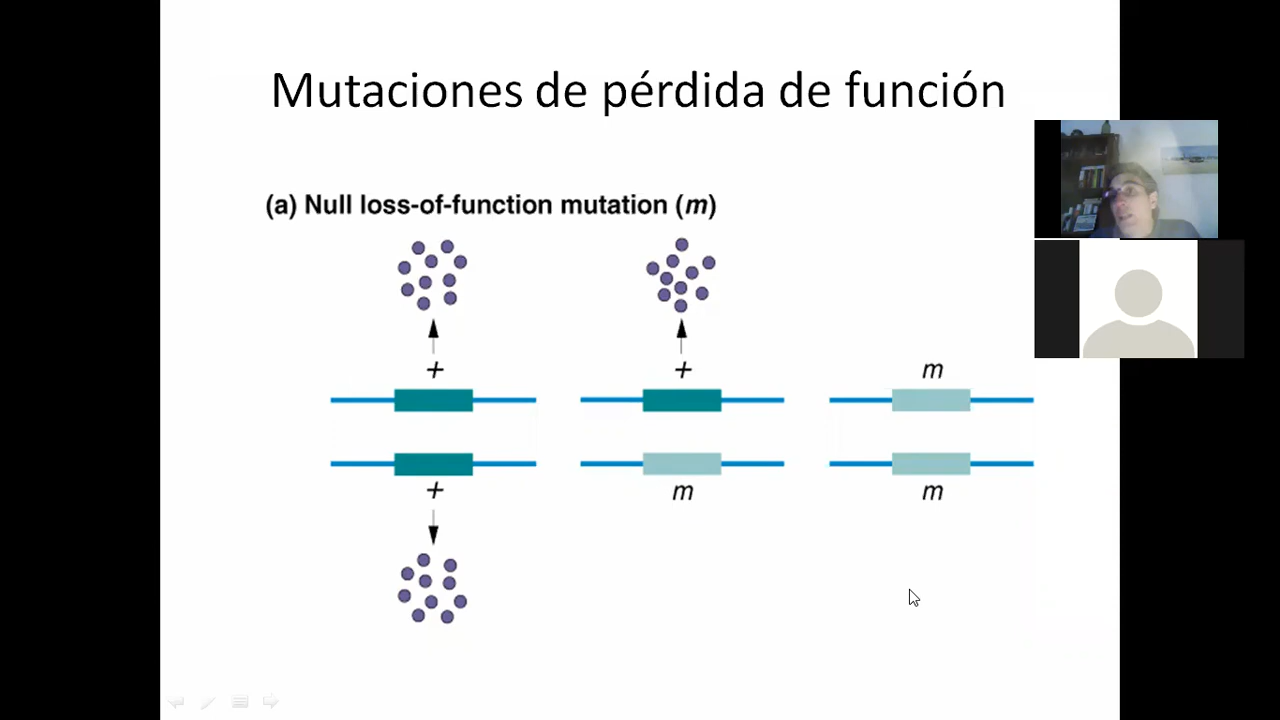 Mutaciones de pérdida de función
(a) Null loss-of-function mutation (m)
+
+
m
+
m
m